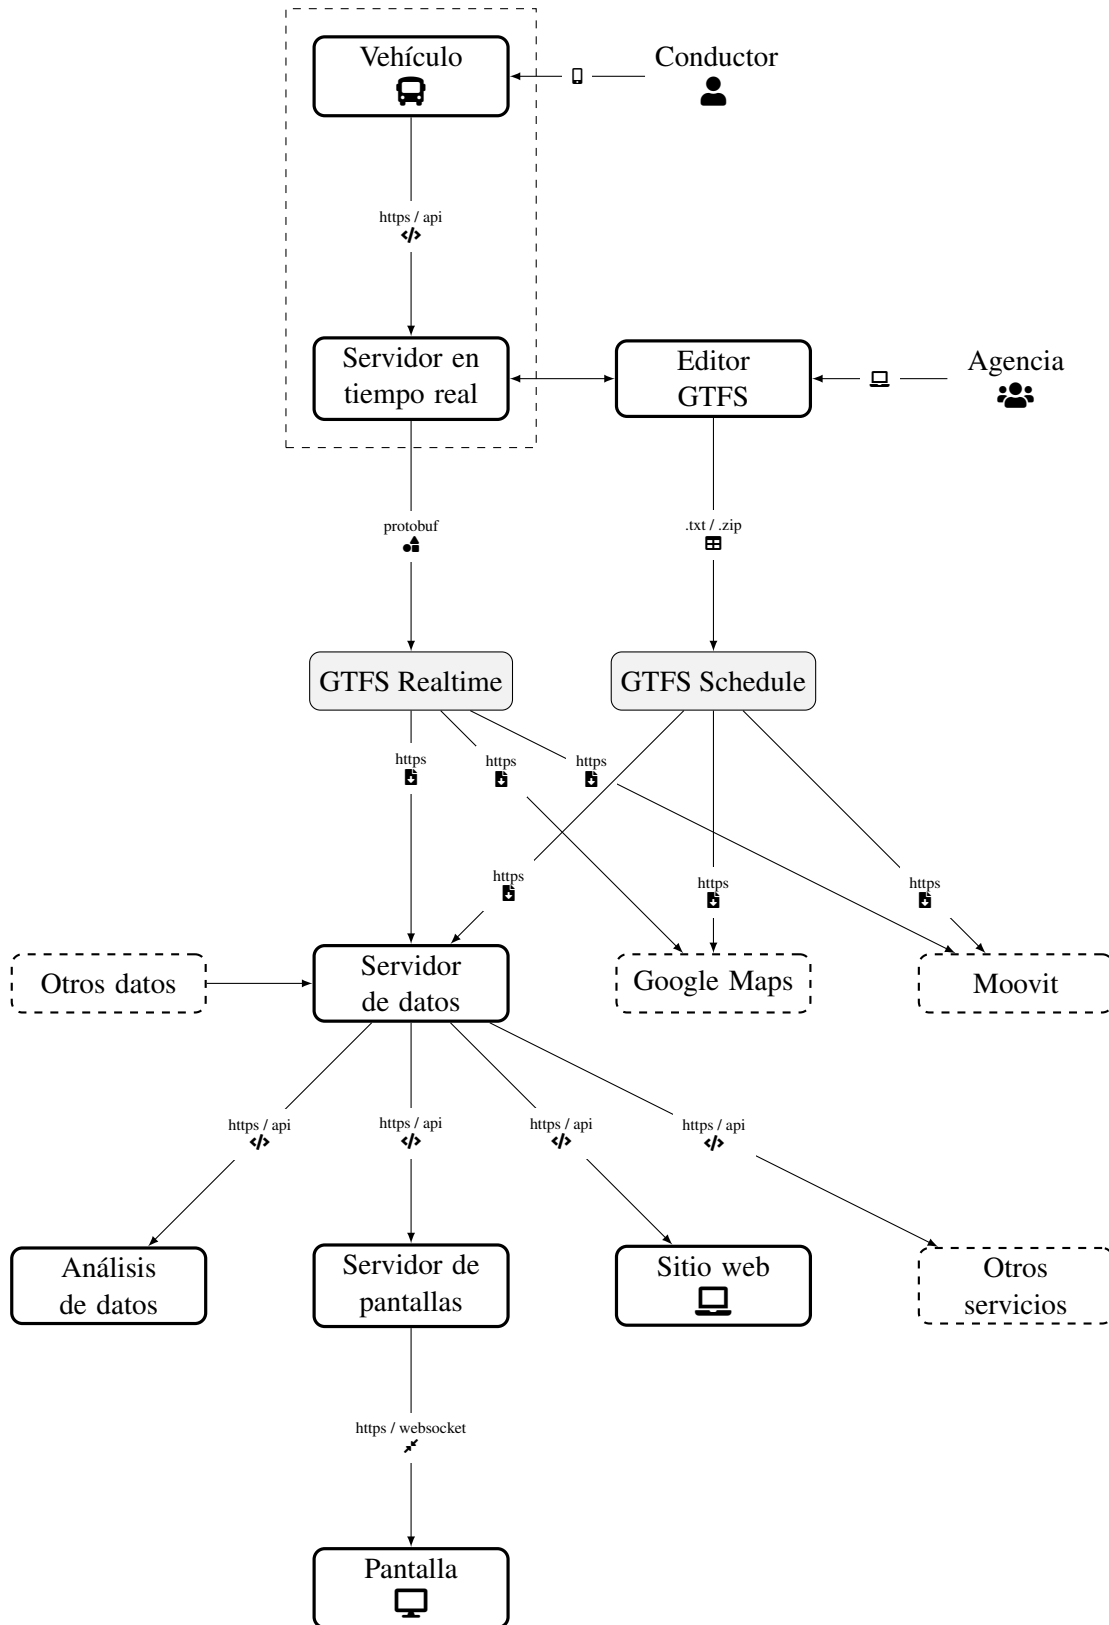 Vehículo
Conductor
https / api
Servidor en
tiempo real
Editor
GTFS
Agencia
protobuf
.txt / .zip
GTFS Realtime
GTFS Schedule
https
https
https
https
https
https
Otros datos
Servidor
de datos
Google Maps
Moovit
https / api
https / api
https / api
https / api
Análisis
de datos
Servidor de
pantallas
Sitio web
Otros
servicios
https / websocket
Pantalla